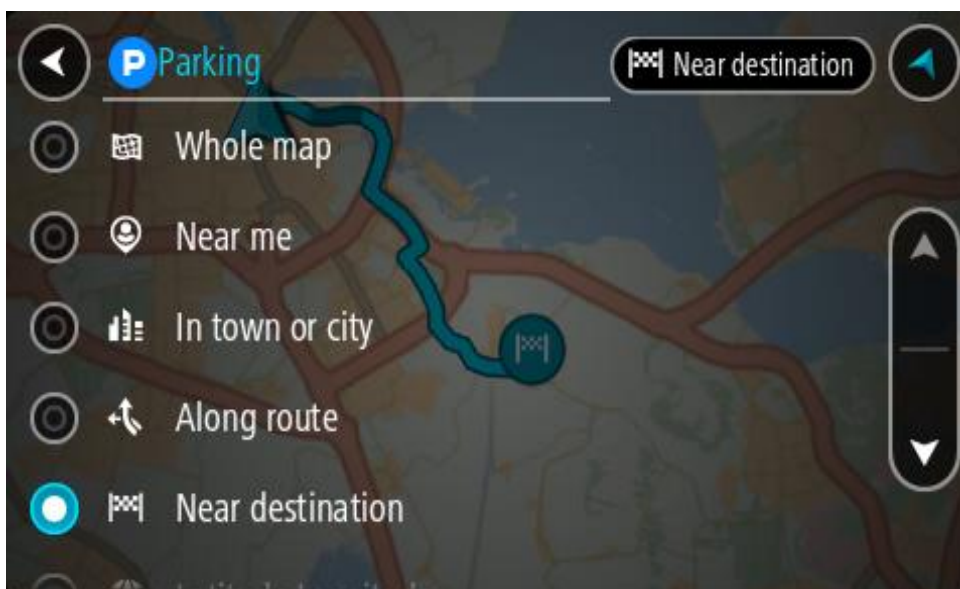 P Parking
Near destination
Whole map
Near me
In town or city
Along route
Near destination